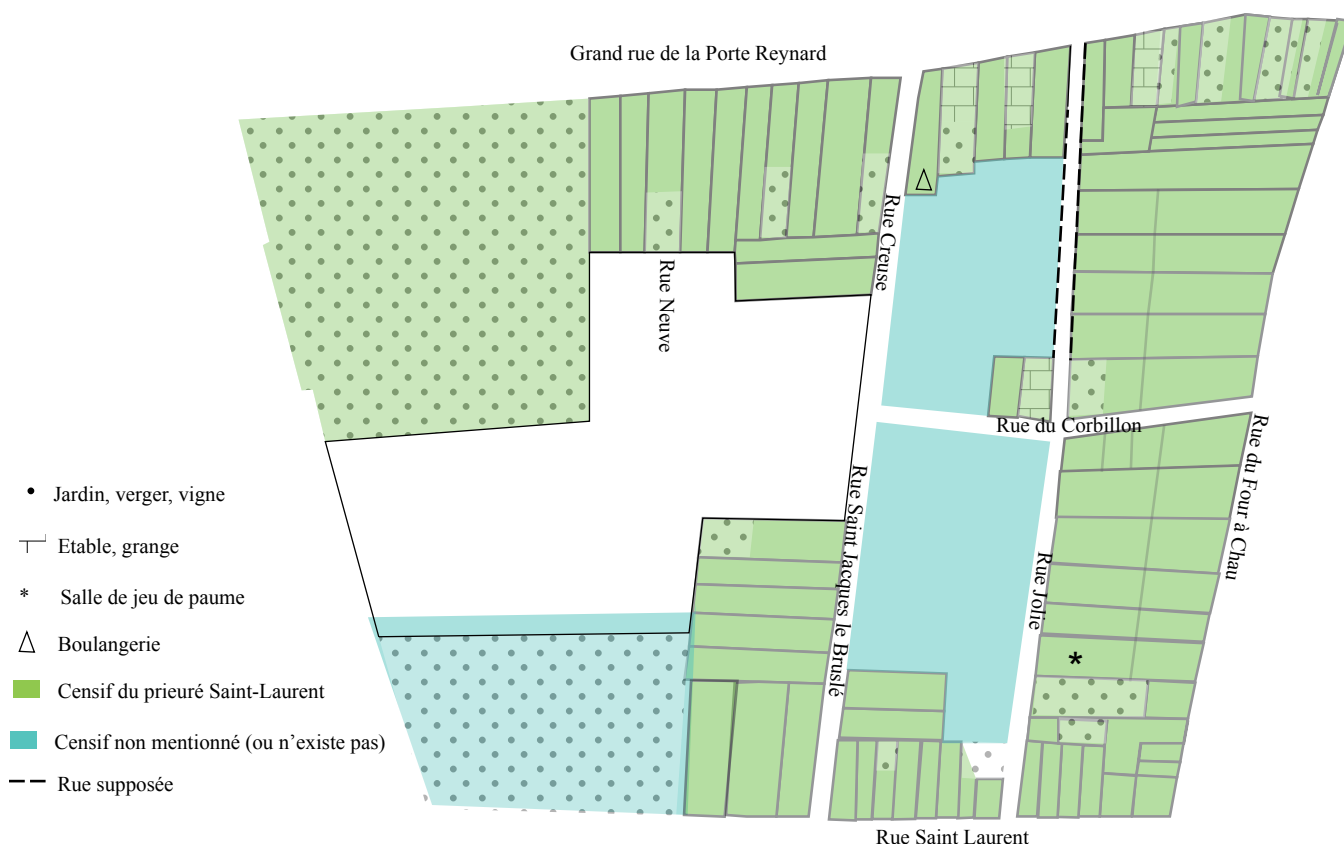 Grand rue de la Porte Reynard
Rue Creuse
Rue Neuve
Rue du Corbillon
Rue du Four à Chau
Rue Saint Jacques le Bruslé
Rue Jolie
Jardin, verger, vigne
Etable, grange
* Salle de jeu de paume
Boulangerie
Censif du prieuré Saint-Laurent
Censif non mentionné (ou n’existe pas)
Rue supposée
*
Rue Saint Laurent